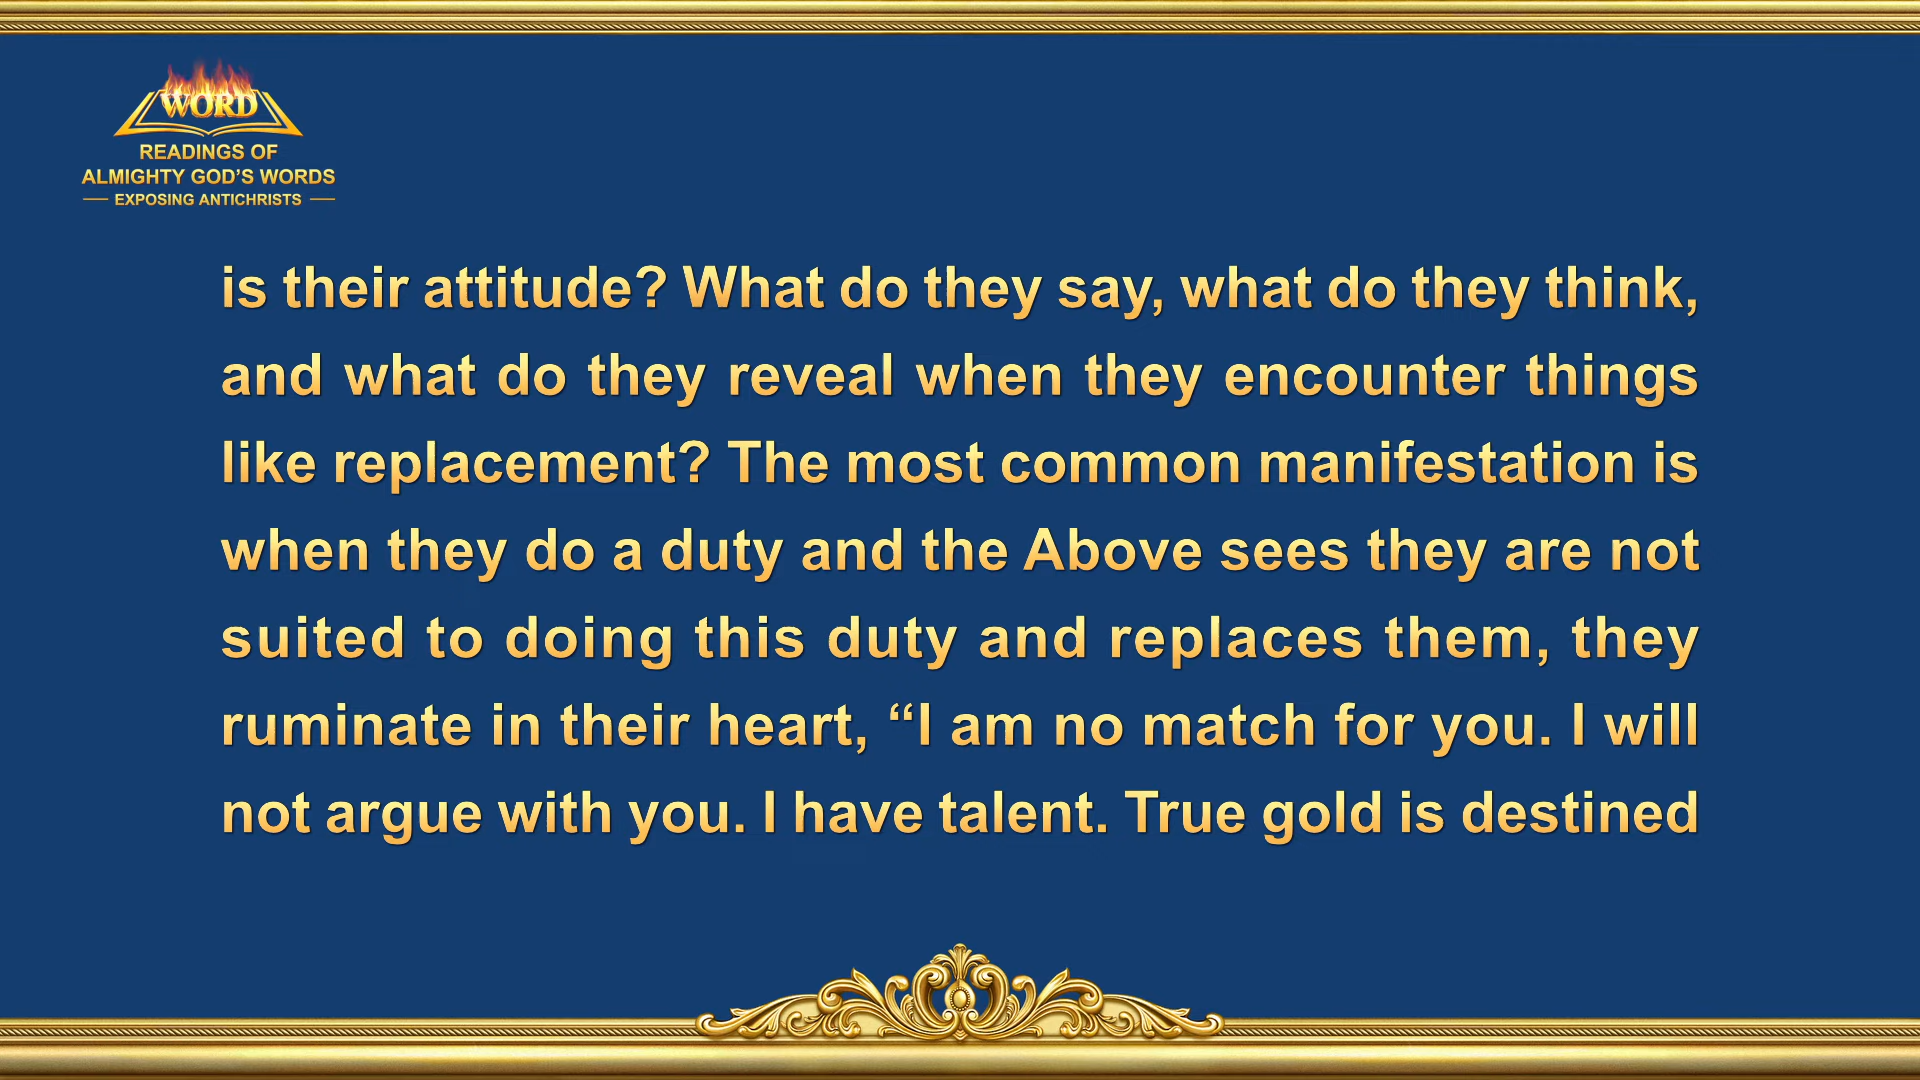 WORD
READINGS OF
ALMIGHTY GOD’S WORDS
EXPOSING ANTICHRISTS
is their attitude? What do they say, what do they think,
and what do they reveal when they encounter things
like replacement? The most common manifestation is
when they do a duty and the Above sees they are not
suited to doing this duty and replaces them, they
ruminate in their heart, “I am no match for you. I will
not argue with you. I have talent. True gold is destined